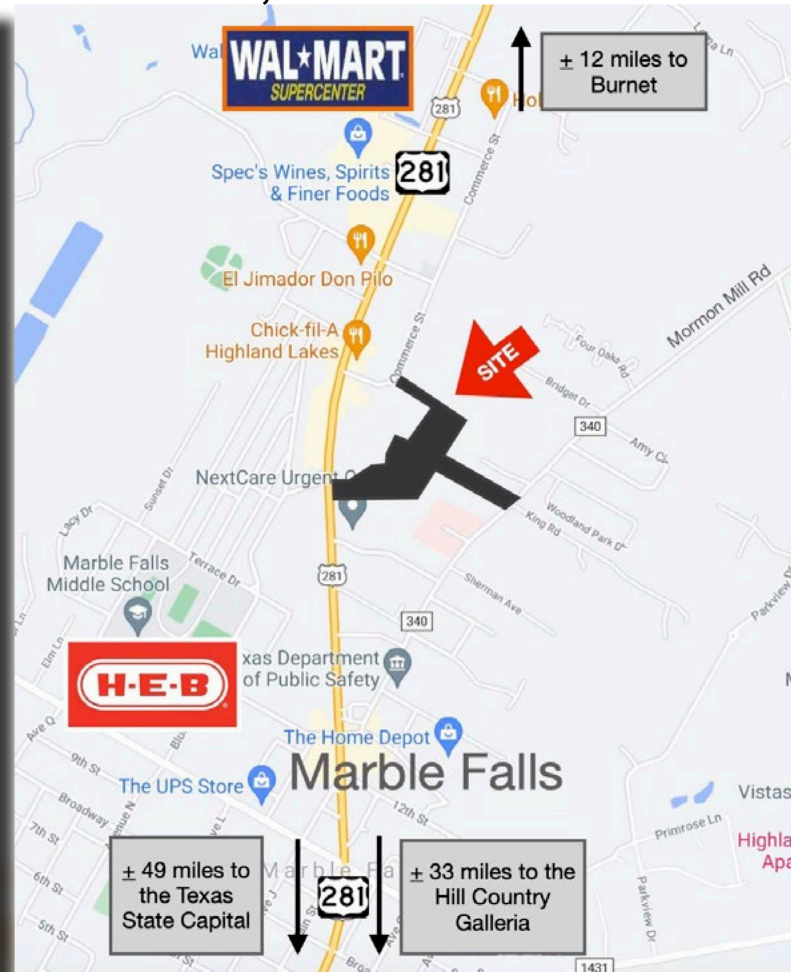 WAL★MART
SUPERCENTER
± 12 miles to
Burnet
281
Commerce St
281
Spec's Wines, Spirits
& Finer Foods
El Jimador Don Pilo
Chick-fil-A
Highland Lakes
Commerce St
SITE
Mormon Mill Rd
Four Oaks Rd
Bridget Dr
340
Amy Cir
NextCare Urgent
Sunset Dr
Lacy Dr
Woodland Park D
King Rd
Marble Falls
Middle School
Terrace Dr
281
Sherman Ave
340
Parkview D
Elm Ln
H-E-B
xas Department
of Public Safety
Ave Q
9th St
The Home Depot
Marble Falls
The UPS Store
Broadway
12th St
Vistas
7th St
Primrose Ln
Highla
Apa
± 49 miles to
the Texas
State Capital
281
± 33 miles to the
Hill Country
Galleria
6th St
5th St
Ave J
Parkview Dr
1431